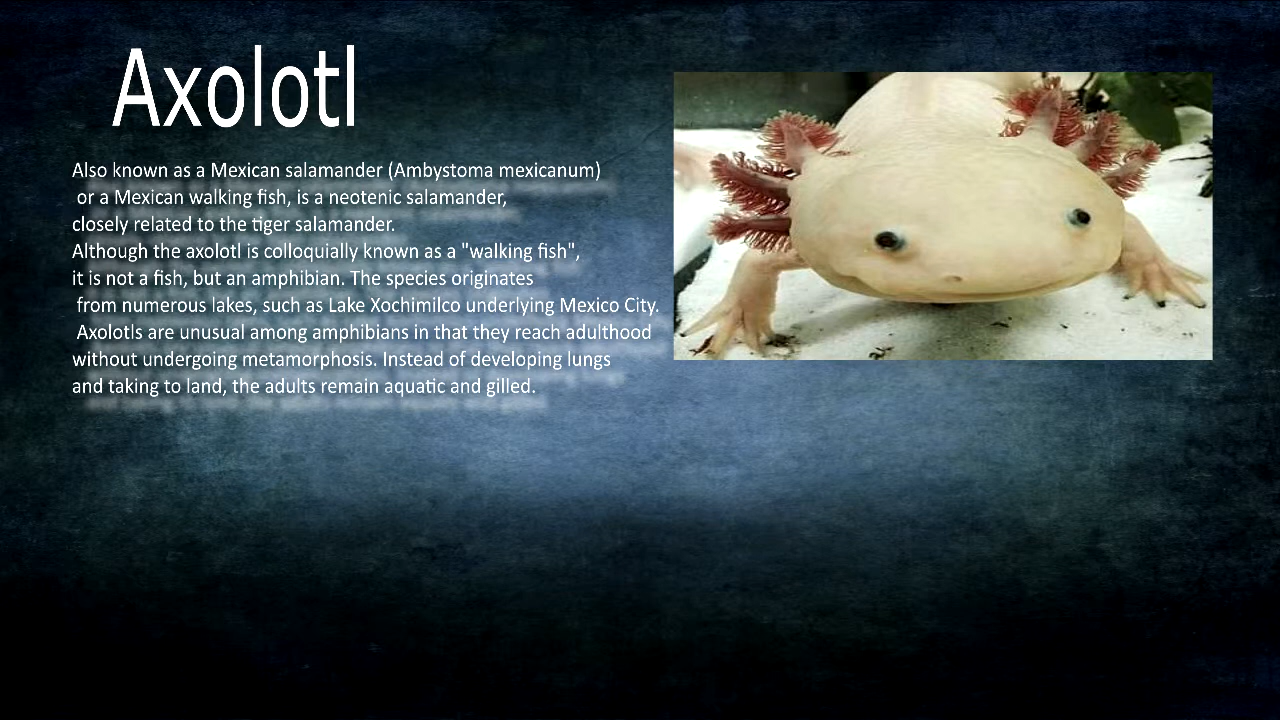 Axolotl
Also known as a Mexican salamander (Ambystoma mexicanum)
or a Mexican walking fish, is a neotenic salamander,
closely related to the tiger salamander.
Although the axolotl is colloquially known as a "walking fish",
it is not a fish, but an amphibian. The species originates
from numerous lakes, such as Lake Xochimilco underlying Mexico City.
Axolotls are unusual among amphibians in that they reach adulthood
without undergoing metamorphosis. Instead of developing lungs
and taking to land, the adults remain aquatic and gilled.